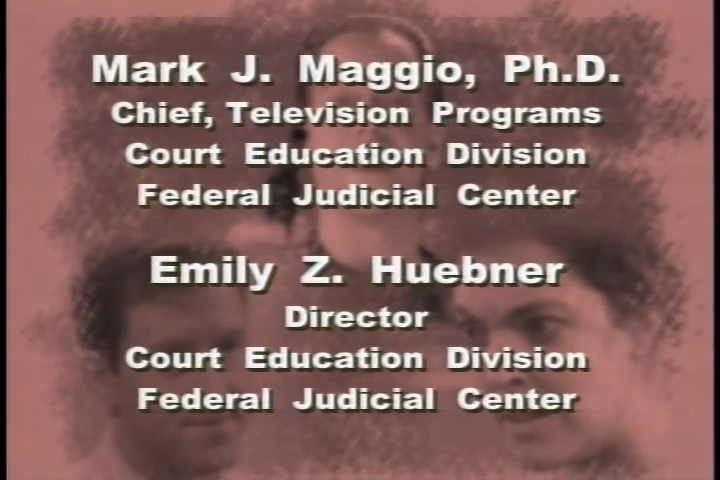 Mark J. Maggio, Ph.D.
Chief, Television Programs
Court Education Division
Federal Judicial Center
Emily Z. Huebner
Director
Court Education Division
Federal Judicial Center